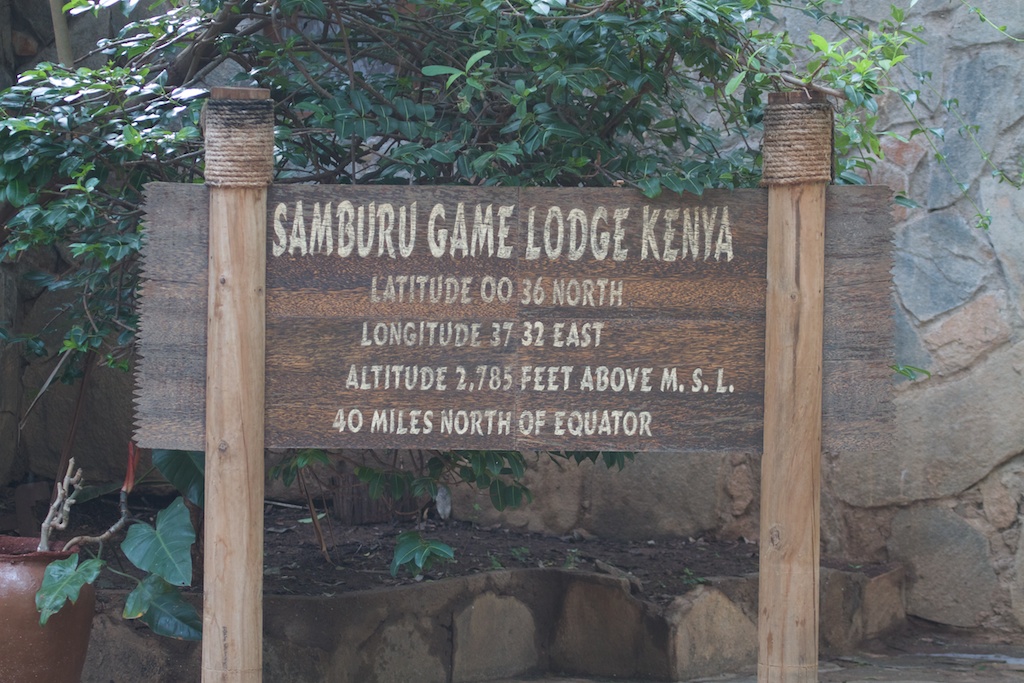 SAMBURU GAME LODGE KENYA
LATITUDE 00 36 NORTH
LONGITUDE 37 32 EAST
ALTITUDE 2,785 FEET ABOVE M. S. L.
40 MILES NORTH OF EQUATOR